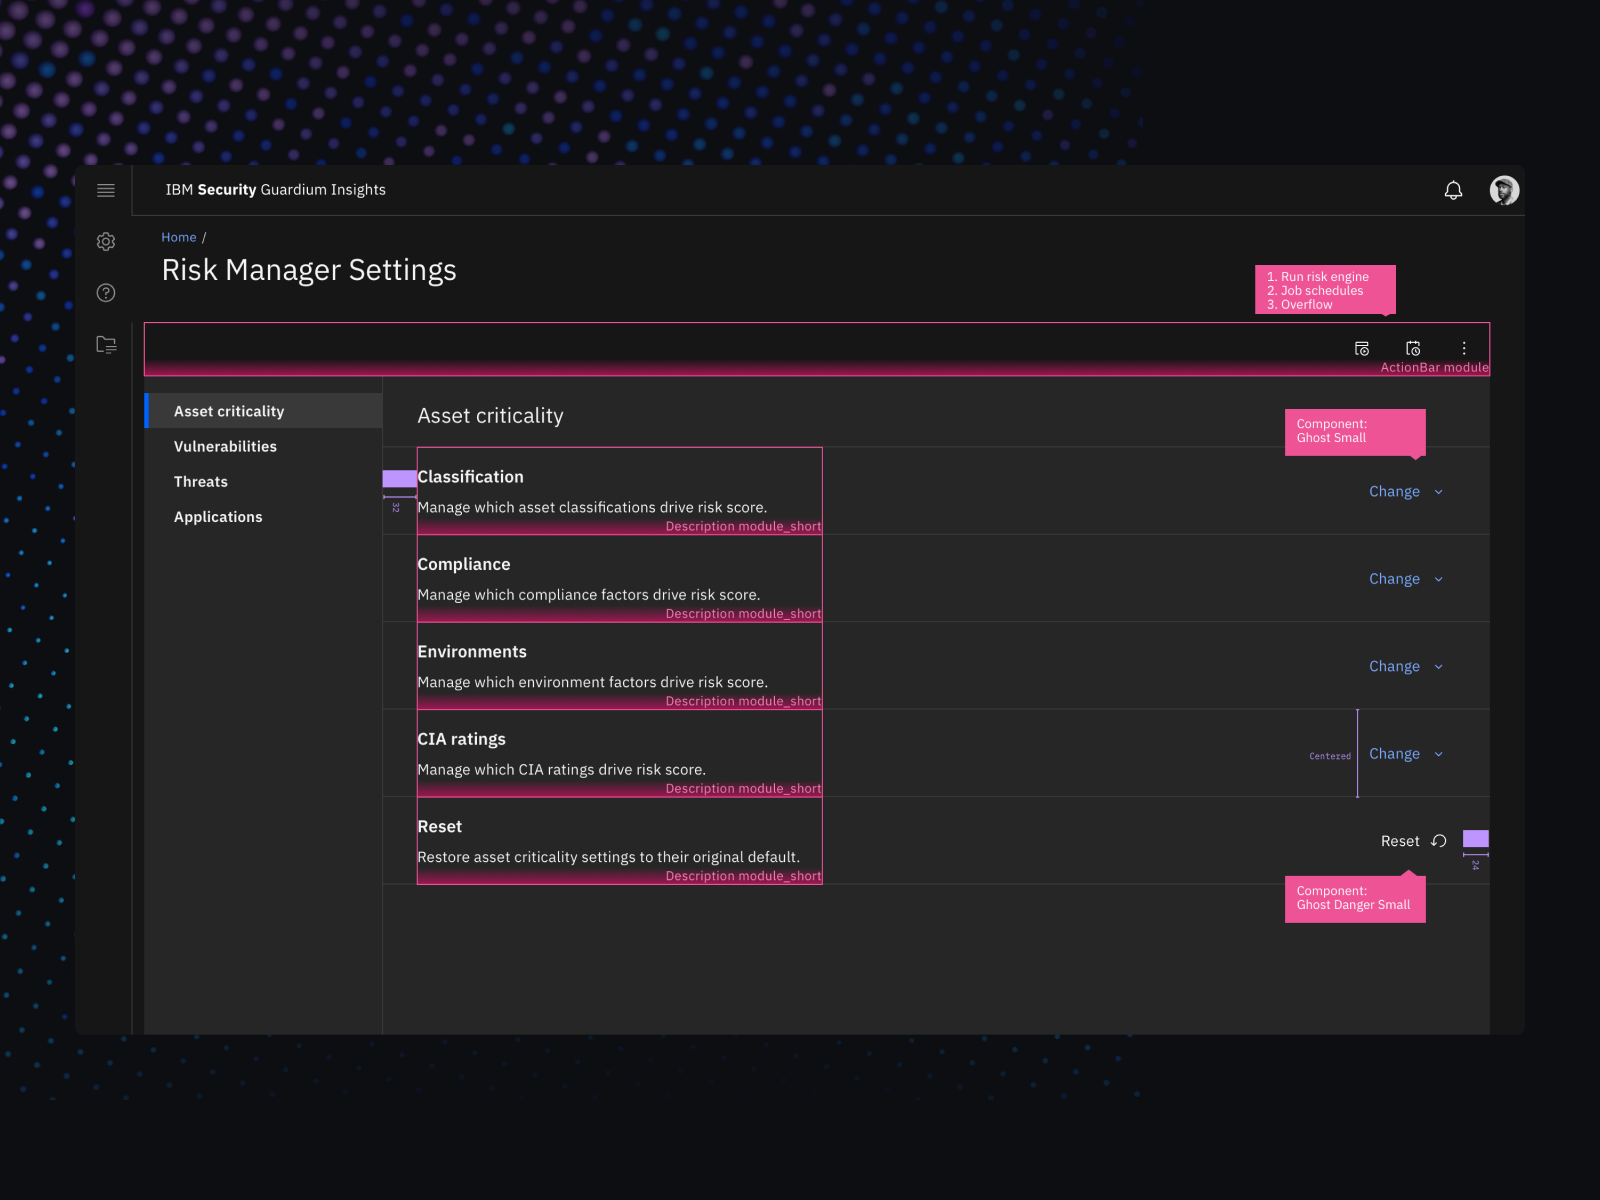 IBM Security Guardium Insights
Home /
Risk Manager Settings
1. Run risk engine
2. Job schedules
3. Overflow
ActionBar module
Asset criticality
Vulnerabilities
Threats
Applications
Asset criticality
Component:
Ghost Small
Classification
Manage which asset classifications drive risk score.
Description module_short
32
Change
Compliance
Manage which compliance factors drive risk score.
Description module_short
Change
Environments
Manage which environment factors drive risk score.
Description module_short
Change
CIA ratings
Manage which CIA ratings drive risk score.
Description module_short
Centered
Change
Reset
Restore asset criticality settings to their original default.
Description module_short
Reset
24
Component:
Ghost Danger Small